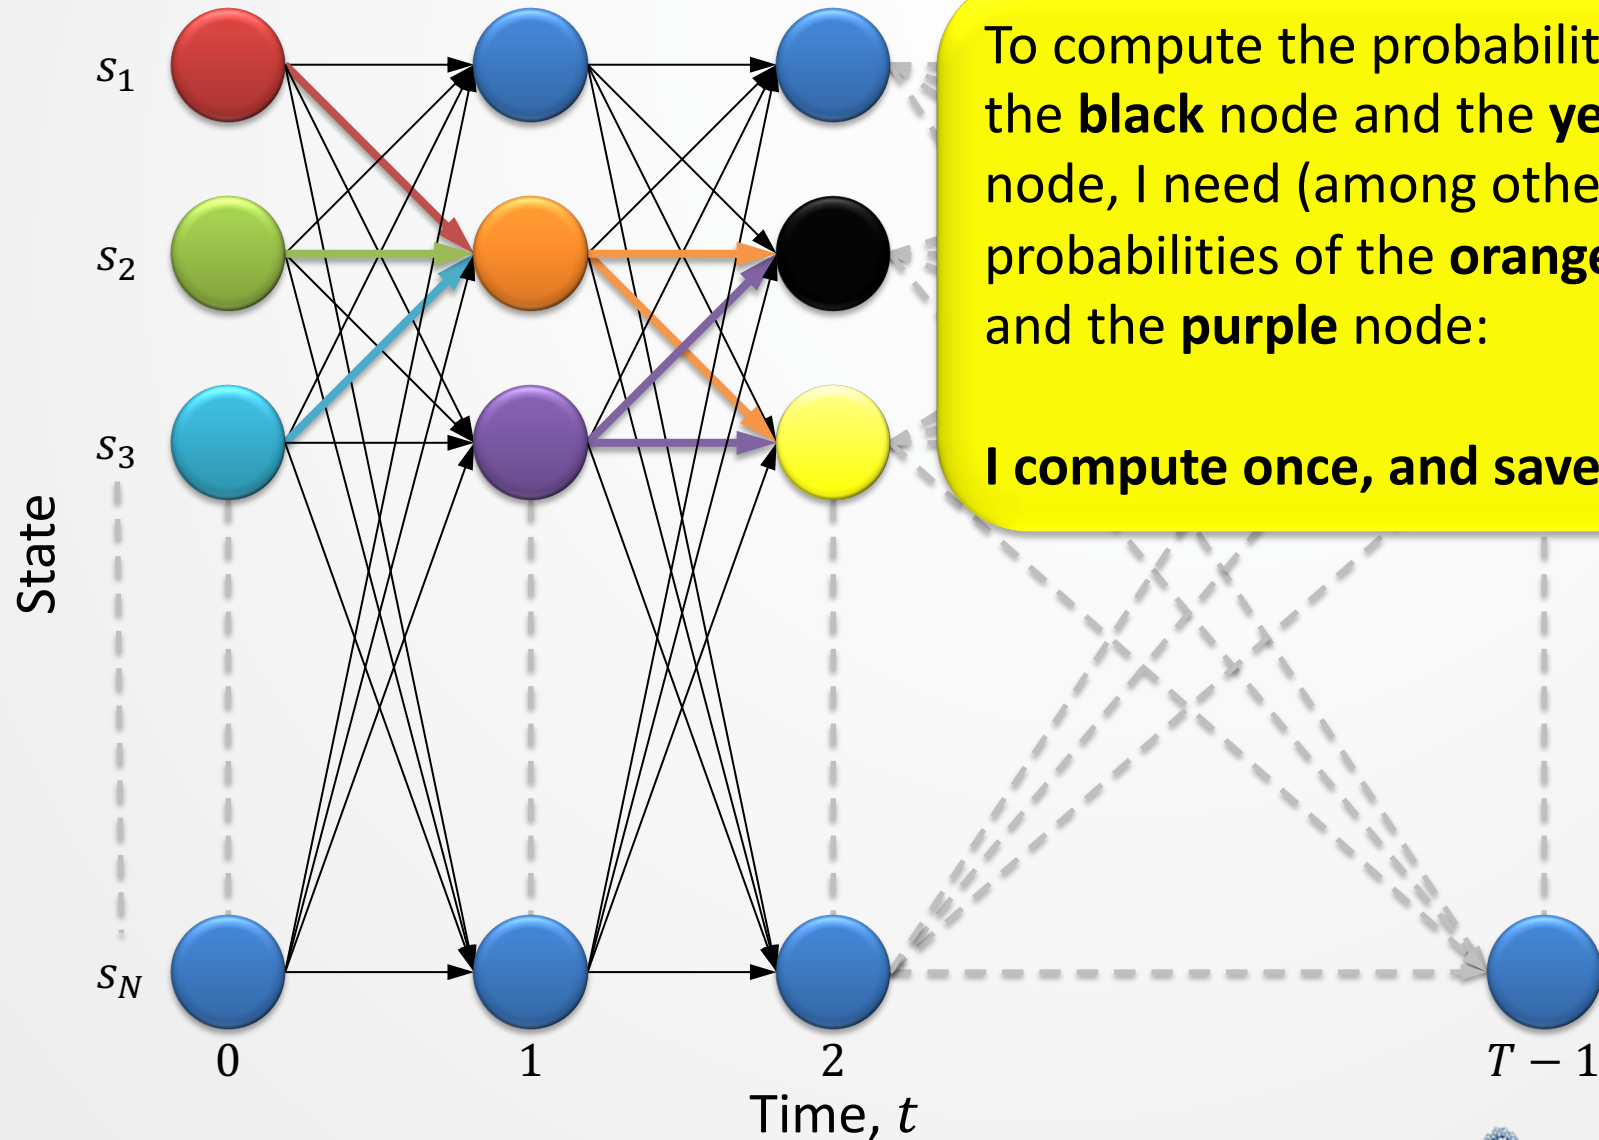 To compute the probabilit
the black node and the ye
node, I need (among othe
probabilities of the orange
and the purple node:
I compute once, and save
s₁
s₂
s₃
s_N
State
0 1 2 T − 1
Time, t